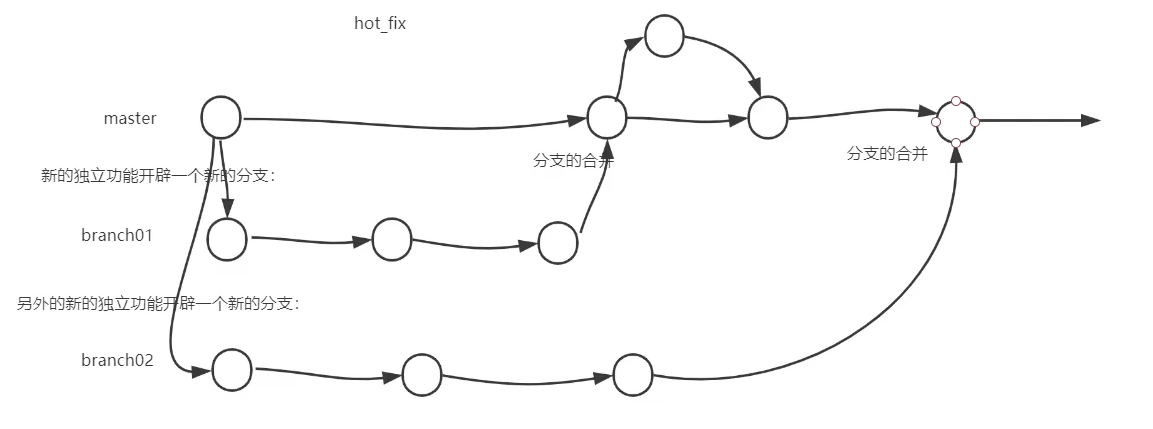 hot_fix
master
分支的合并
分支的合并
新的独立功能开辟一个新的分支：
branch01
另外的新的独立功能开辟一个新的分支：
branch02